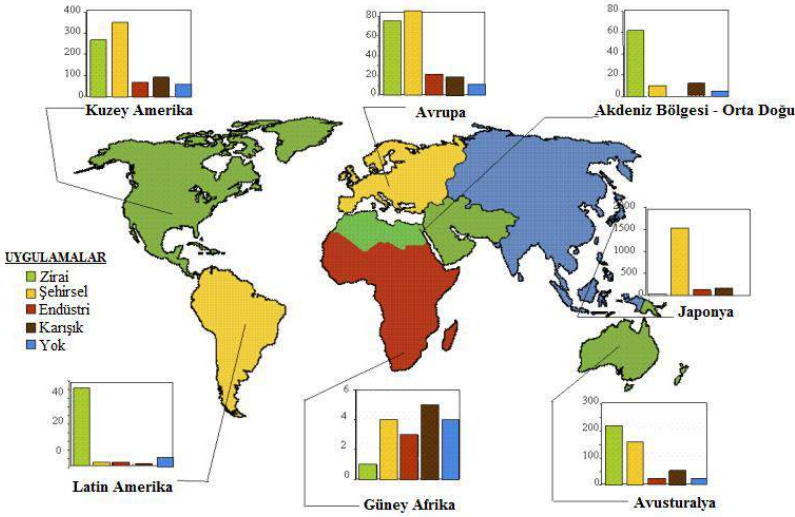 400
300
200
100
0
Kuzey Amerika
80
60
40
20
0
Avrupa
80
60
40
20
0
Akdeniz Bölgesi - Orta Doğu
2000
1500
1000
500
0
Japonya
UYGULAMALAR
Zirai
Şehirsel
Endüstri
Karışık
Yok
40
20
0
Latin Amerika
6
4
2
0
Güney Afrika
300
200
100
0
Avusturalya